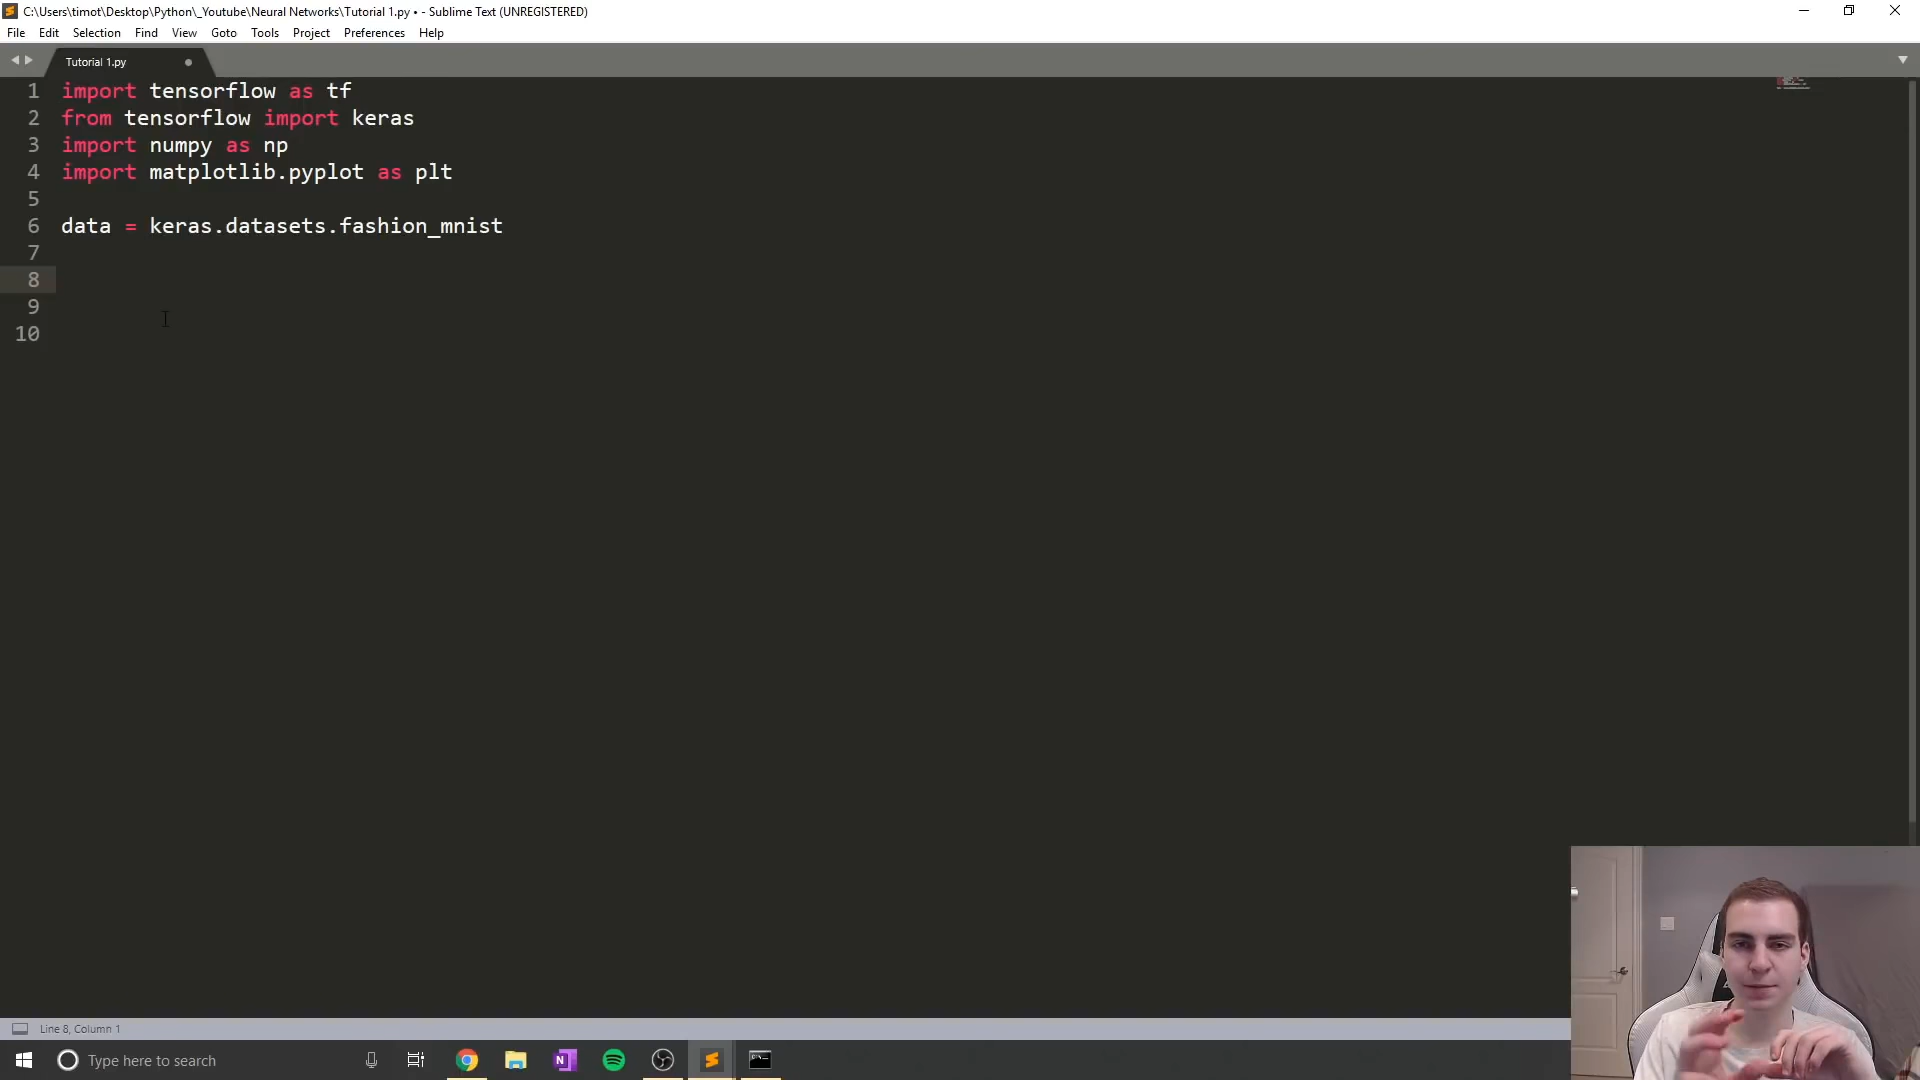 C:\Users\timot\Desktop\Python\_Youtube\Neural Networks\Tutorial 1.py • - Sublime Text (UNREGISTERED)
File Edit Selection Find View Goto Tools Project Preferences Help
Tutorial 1.py
1 import tensorflow as tf
2 from tensorflow import keras
3 import numpy as np
4 import matplotlib.pyplot as plt
5
6 data = keras.datasets.fashion_mnist
7
8
9
10
Line 8, Column 1
Type here to search